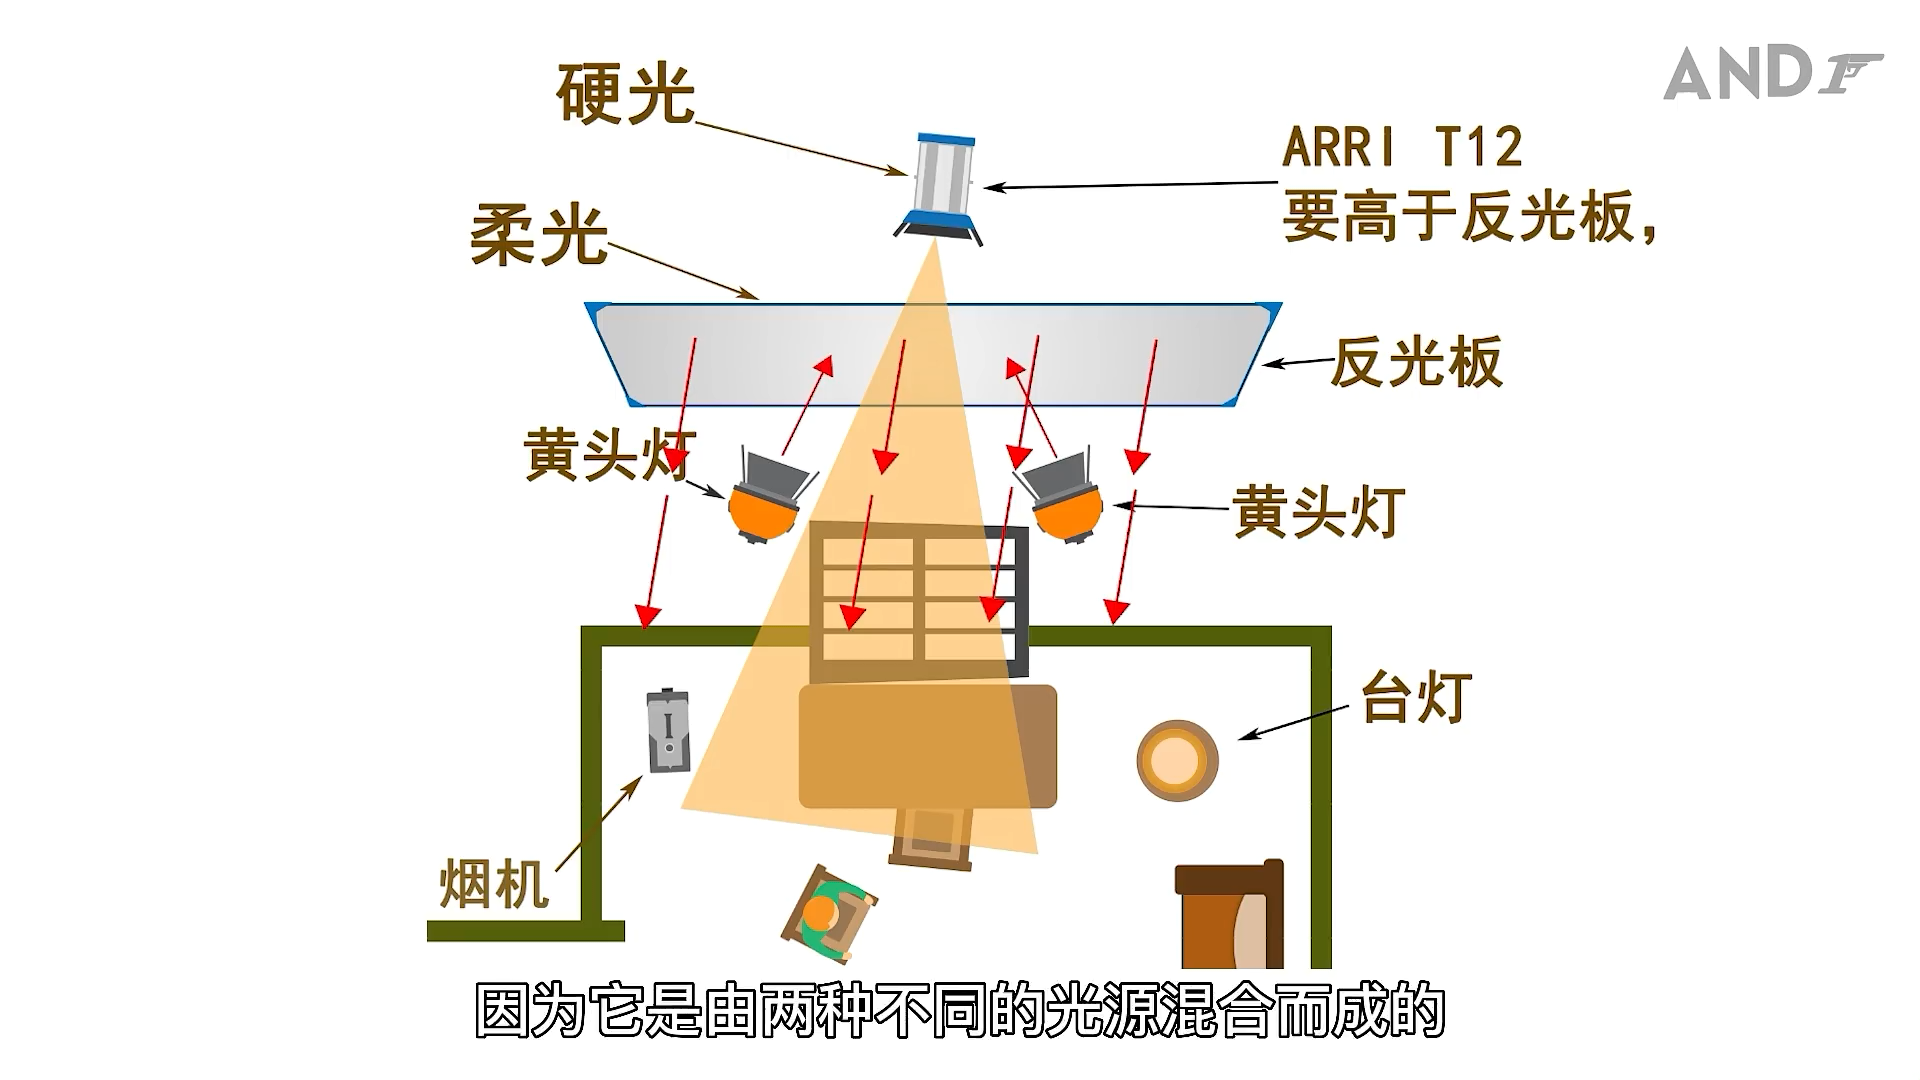 硬光
AND
ARRI T12
要高于反光板，
柔光
反光板
黄头灯
黄头灯
台灯
烟机
因为它是由两种不同的光源混合而成的